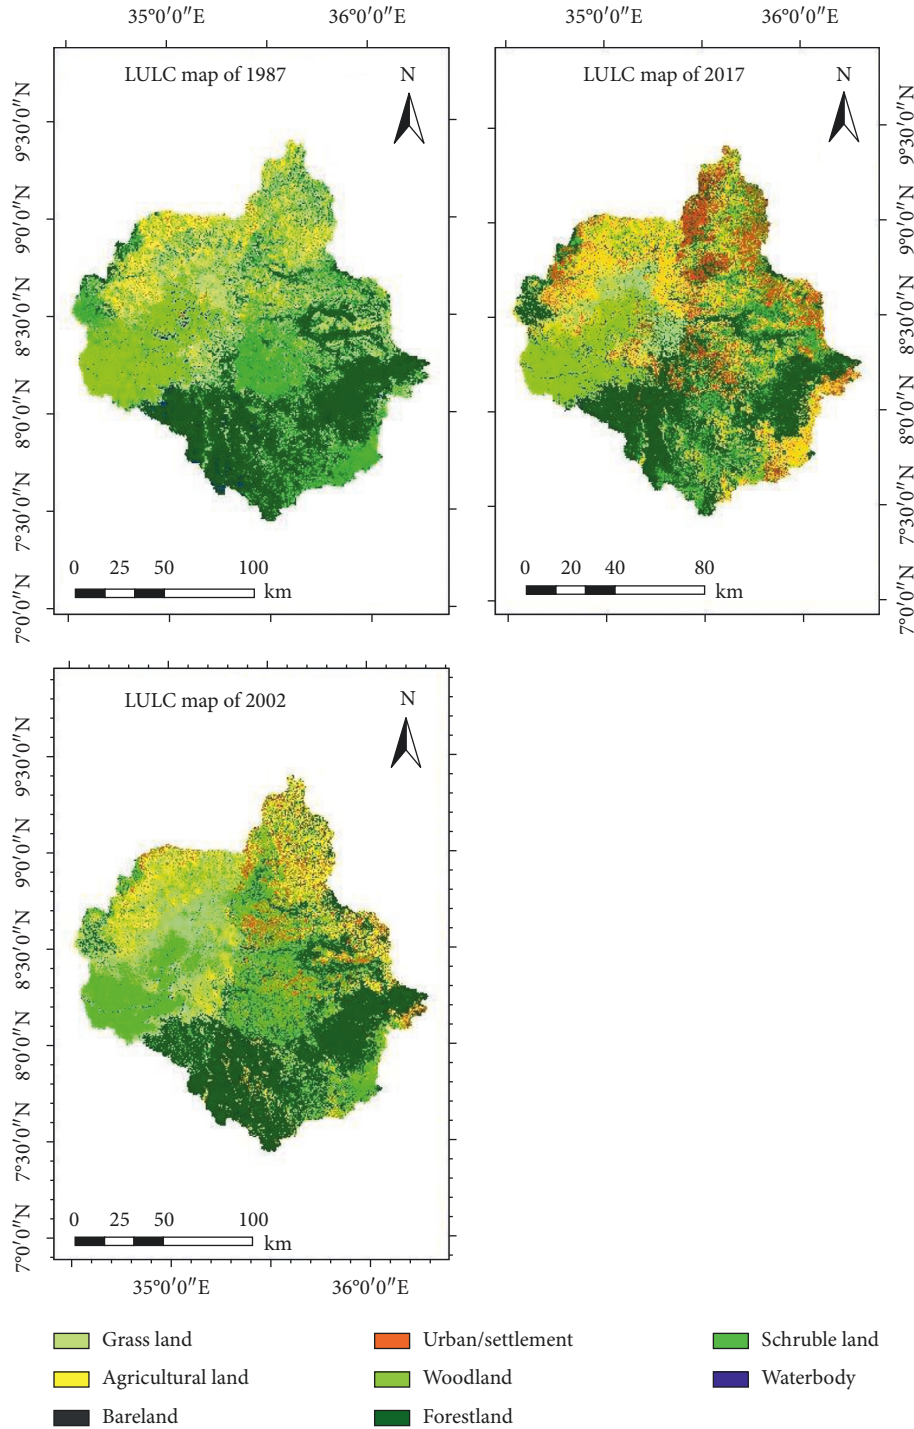 35°0′0″E 36°0′0″E 35°0′0″E 36°0′0″E
LULC map of 1987
N
9°30′0″N
9°0′0″N
8°30′0″N
8°0′0″N
7°30′0″N
7°0′0″N
0 25 50 100
km
LULC map of 2017
N
9°30′0″N
9°0′0″N
8°30′0″N
8°0′0″N
7°30′0″N
7°0′0″N
0 20 40 80
km
LULC map of 2002
N
9°30′0″N
9°0′0″N
8°30′0″N
8°0′0″N
7°30′0″N
7°0′0″N
0 25 50 100
km
35°0′0″E 36°0′0″E
Grass land Urban/settlement Schruble land
Agricultural land Woodland Waterbody
Bareland Forestland